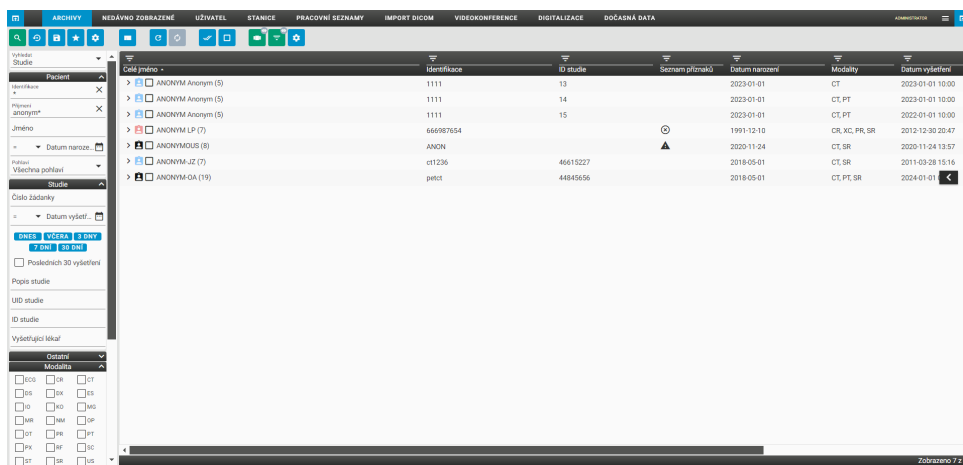 ARCHIVY NEDÁVNO ZOBRAZENÉ UŽIVATEL STANICE PRACOVNÍ SEZNAMY IMPORT DICOM VIDEOKONFERENCE DIGITALIZACE DOČASNÁ DATA ADMINISTRATOR
Vyhledat
Studie
Pacient
Identifikace
*
Příjmení
anonym*
Jméno
= Datum naroze...
Pohlaví
Všechna pohlaví
Studie
Číslo žádanky
= Datum vyšetř...
DNES VČERA 3 DNY
7 DNÍ 30 DNÍ
Posledních 30 vyšetření
Popis studie
UID studie
ID studie
Vyšetřující lékař
Ostatní
Modalita
ECG CR CT
DS DX ES
IO KO MG
MR NM OP
OT PR PT
PX RF SC
ST SR US
Celé jméno Identifikace ID studie Seznam příznaků Datum narození Modality Datum vyšetření
ANONYM Anonym (5) 1111 13 2023-01-01 CT 2023-01-01 10:00
ANONYM Anonym (5) 1111 14 2023-01-01 CT, PT 2023-01-01 10:00
ANONYM Anonym (5) 1111 15 2023-01-01 CT, PT 2022-01-01 10:00
ANONYM LP (7) 666987654 1991-12-10 CR, XC, PR, SR 2012-12-30 20:47
ANONYMOUS (8) ANON 2020-11-24 CT, SR 2020-11-24 13:57
ANONYM-JZ (7) ct1236 46615227 2018-05-01 CT, SR 2011-03-28 15:16
ANONYM-OA (19) petct 44845656 2018-05-01 CT, PT, SR 2024-01-01
Zobrazeno 7 z